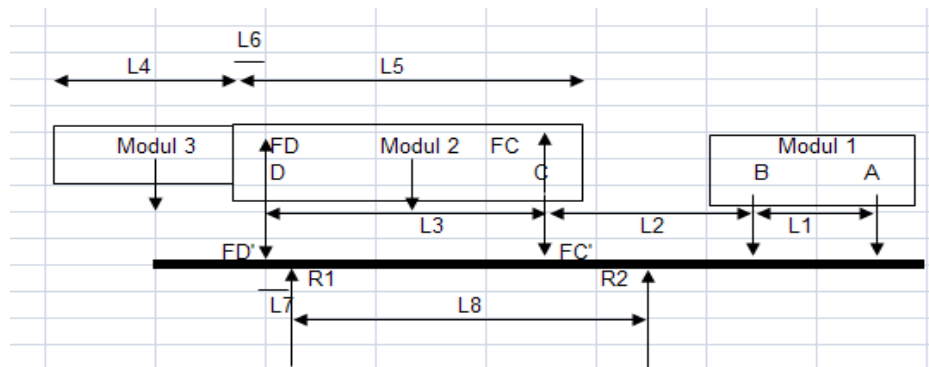 L6
L4 L5
Modul 3 FD Modul 2 FC Modul 1
D C B A
L3 L2 L1
FD' FC'
R1 R2
L7 L8